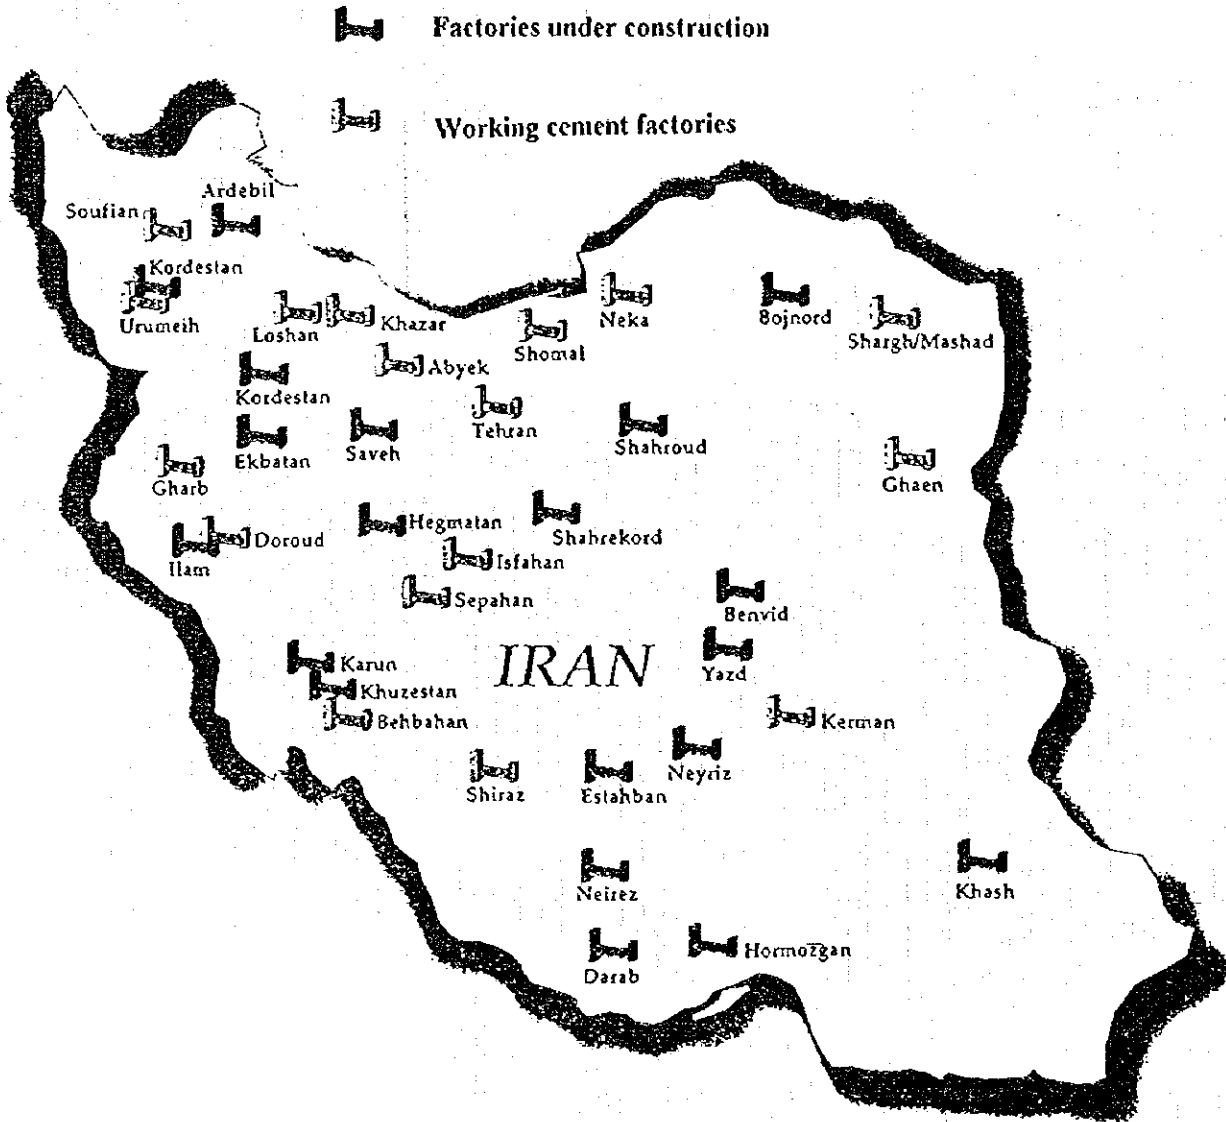 Factories under construction
Working cement factories
Ardebil
Soufian
Kordestan
Urumeih
Loshan
Khazar
Shomal
Neka
Bojnord
Shargh/Mashad
Abyek
Kordestan
Tehran
Ekbatan
Saveh
Shahroud
Gharb
Ghaen
Hegmatan
Shahrekord
Doroud
Ilam
Isfahan
Sepahan
Benvid
IRAN
Karun
Yazd
Khuzestan
Behbahan
Kerman
Shiraz
Estahban
Neyriz
Neirez
Khash
Darab
Hormozgan